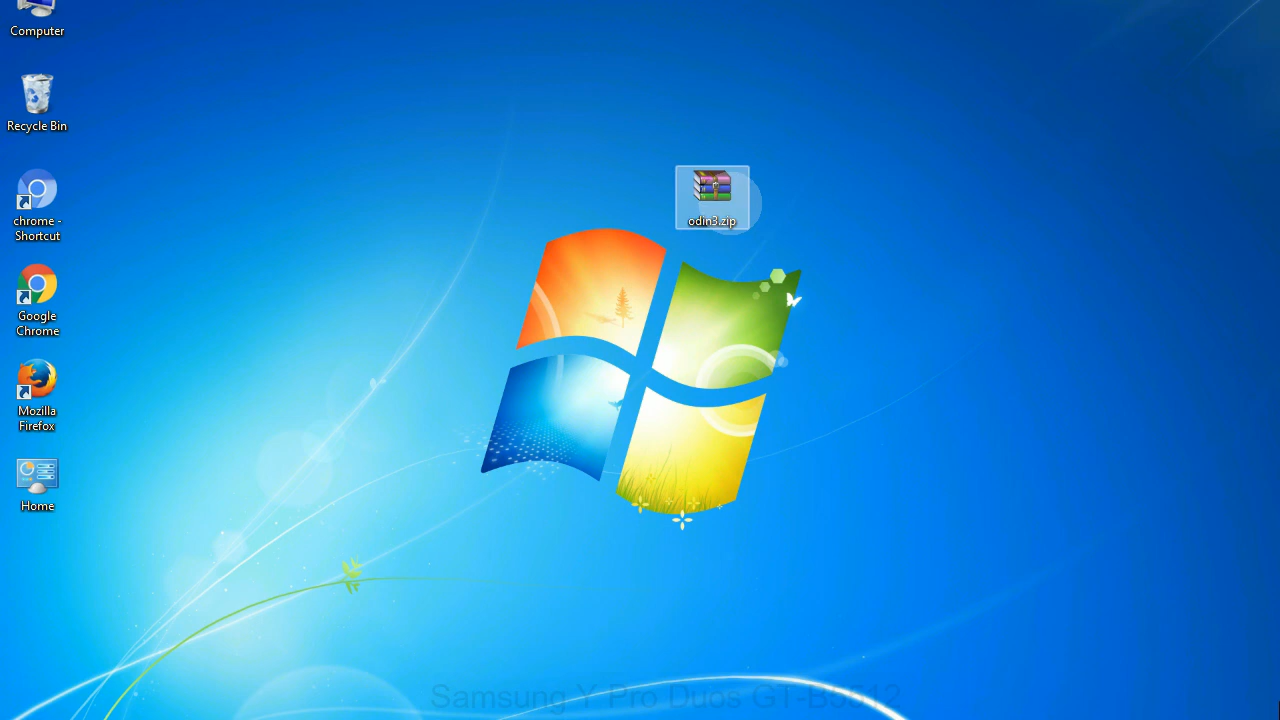 Computer
Recycle Bin
chrome -
Shortcut
Google
Chrome
Mozilla
Firefox
Home
odin3.zip
Samsung Y Pro Duos GT-B5512